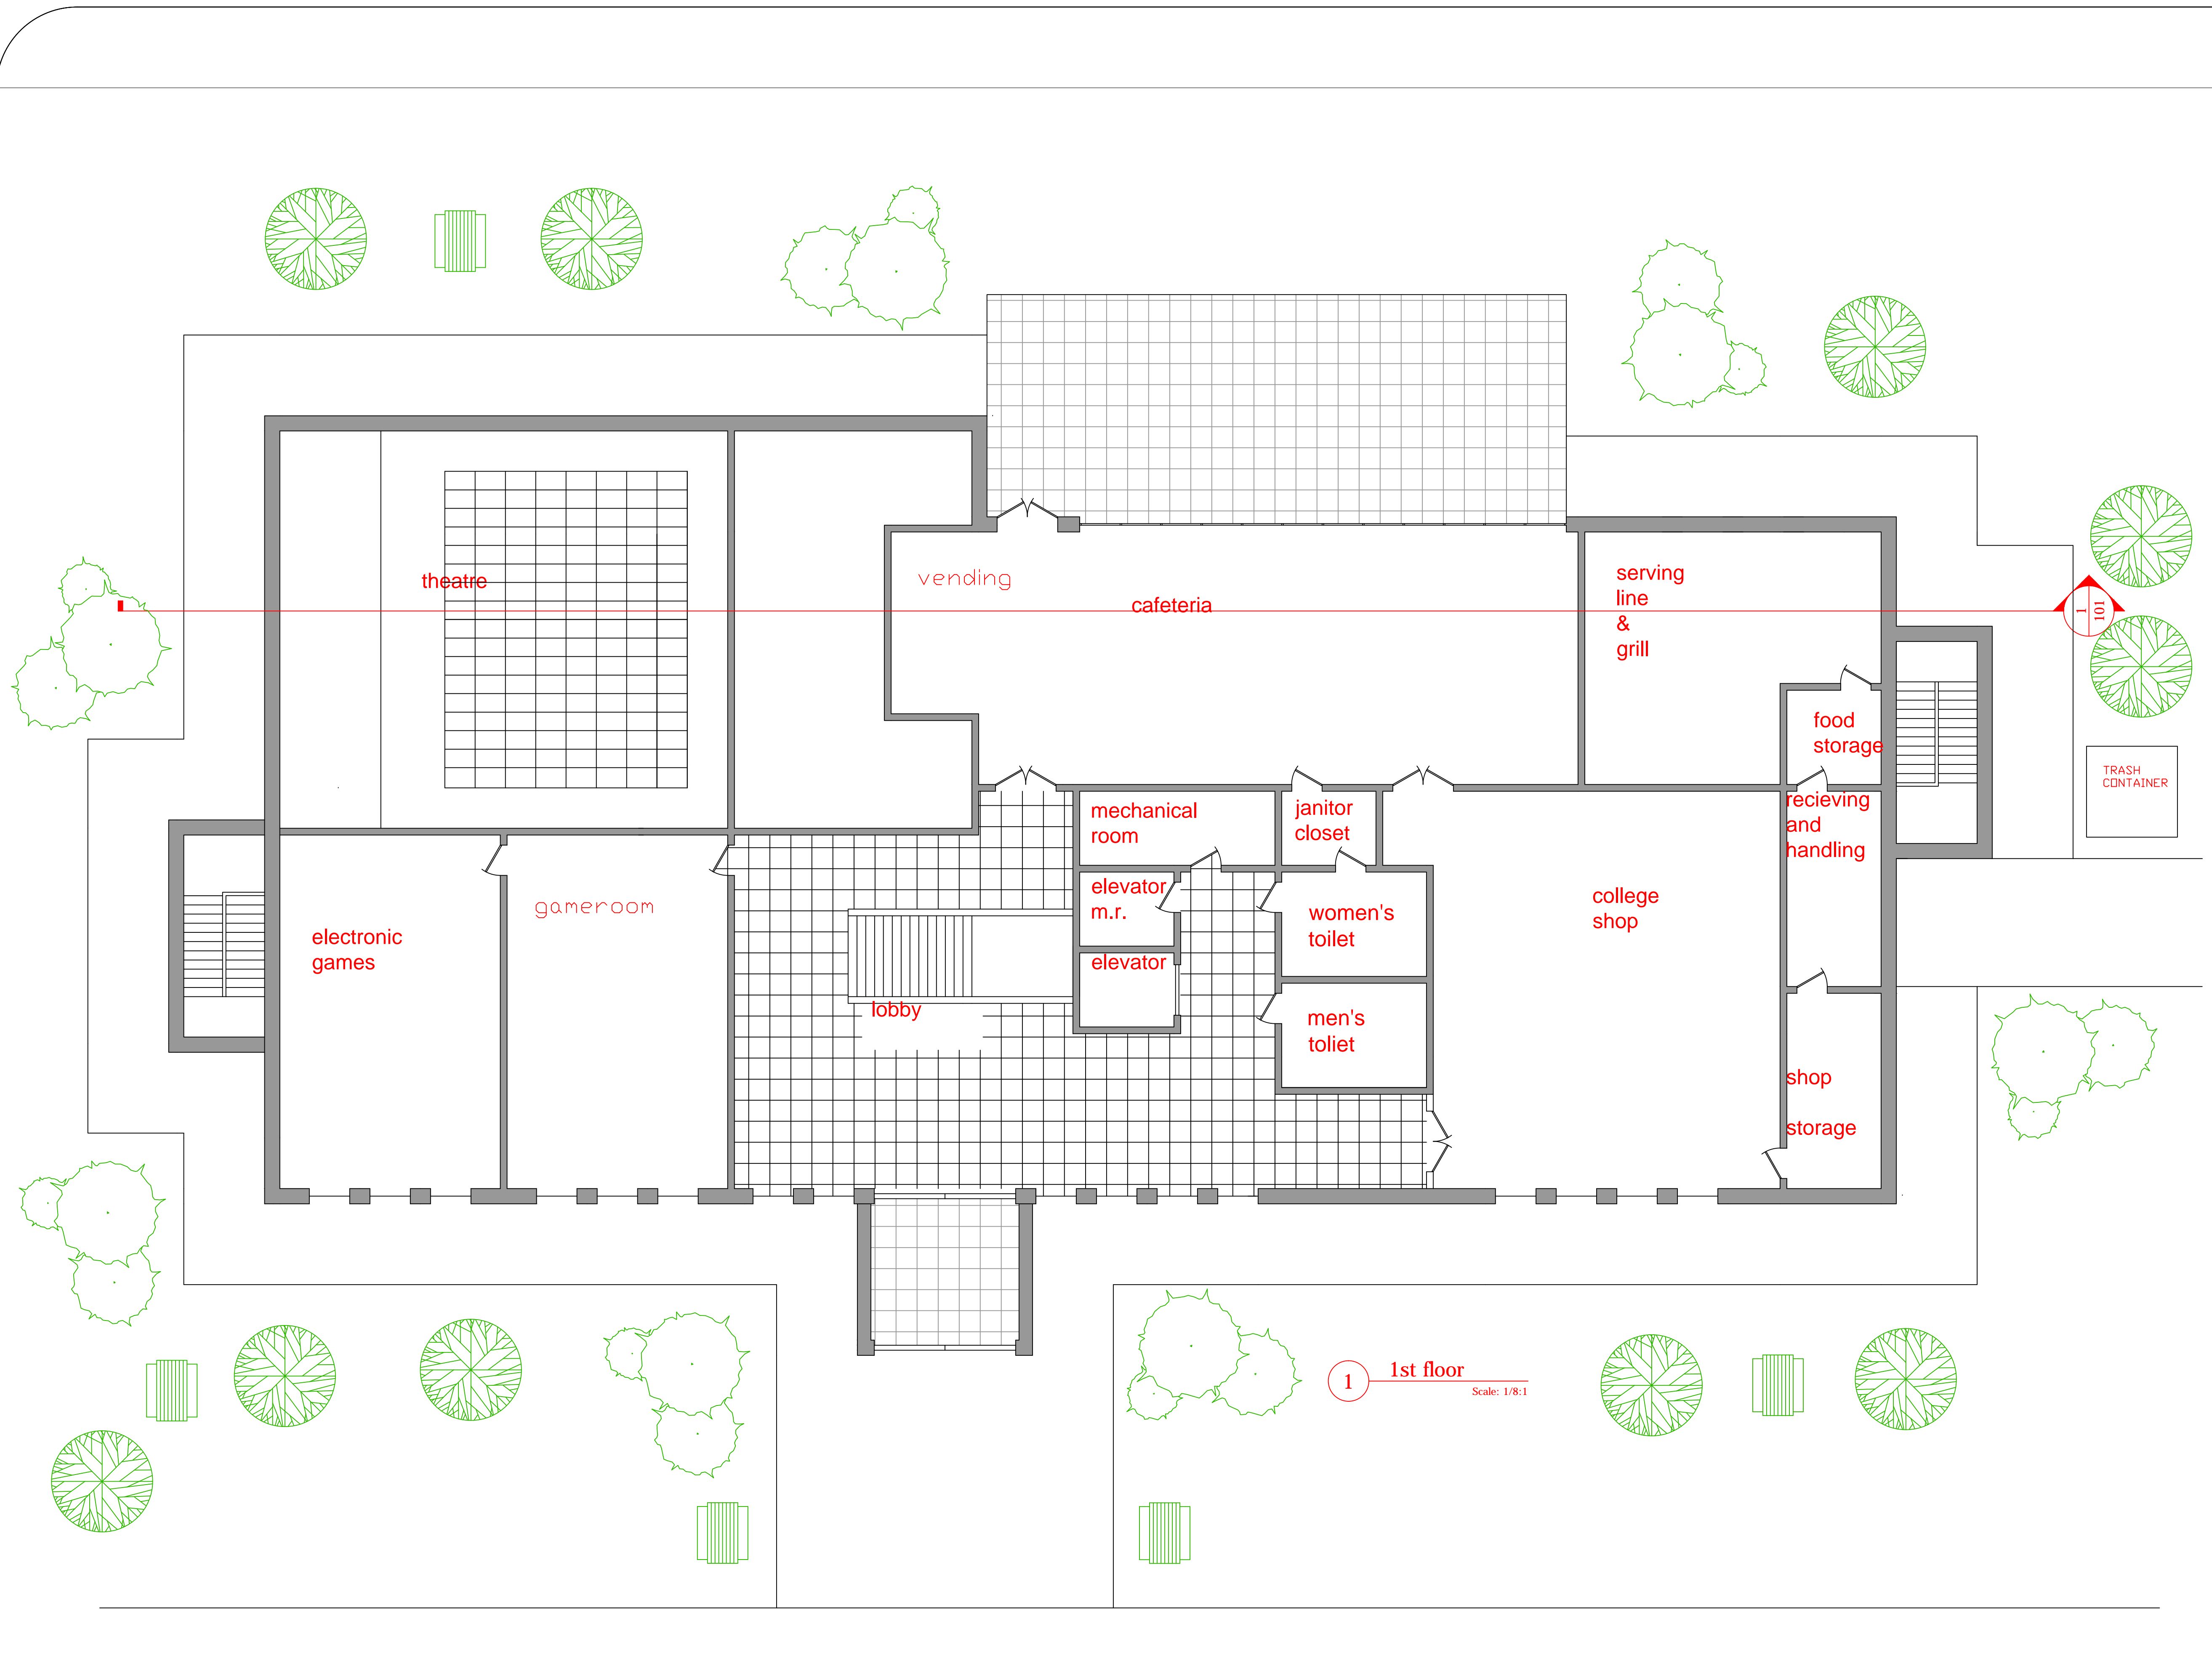 theatre
vending
cafeteria
serving
line
&
grill
1
101
food
storage
TRASH
CONTAINER
mechanical
room
janitor
closet
recieving
and
handling
elevator
m.r.
women's
toilet
college
shop
gameroom
electronic
games
elevator
lobby
men's
toliet
shop
storage
1
1st floor
Scale: 1/8:1